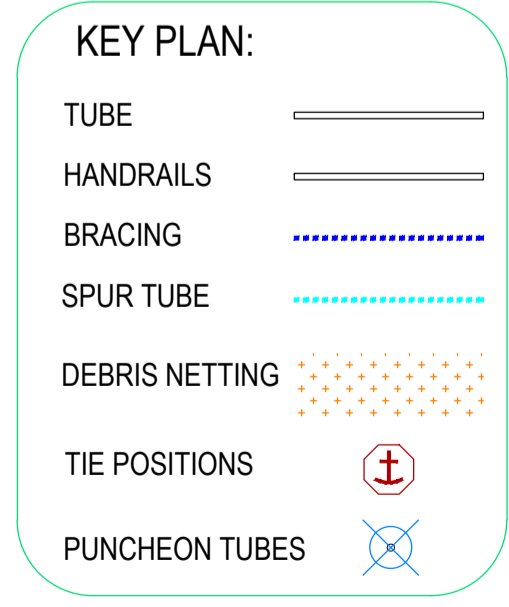 KEY PLAN:
TUBE
HANDRAILS
BRACING
SPUR TUBE
DEBRIS NETTING
TIE POSITIONS
PUNCHEON TUBES